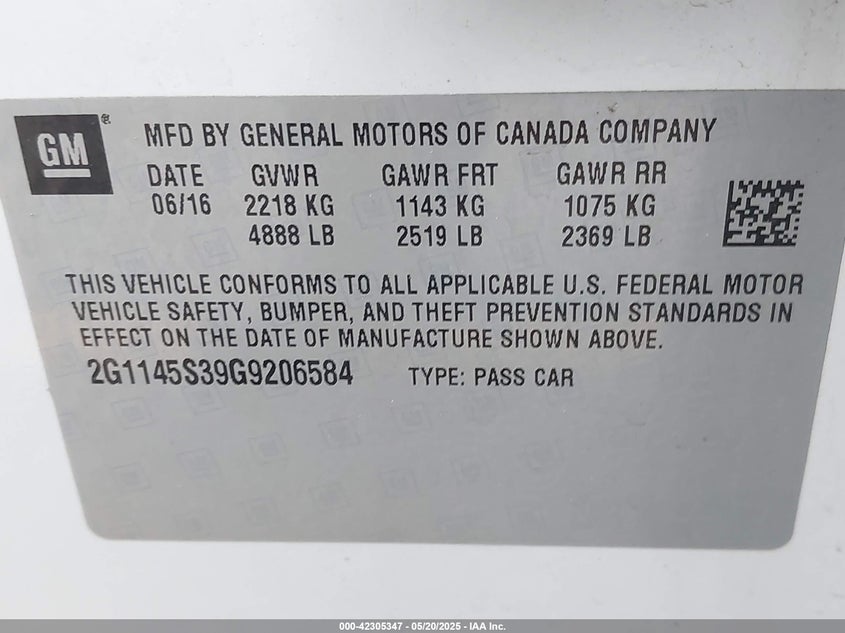 GM ®
MFD BY GENERAL MOTORS OF CANADA COMPANY
DATE GVWR GAWR FRT GAWR RR
06/16 2218 KG 1143 KG 1075 KG
4888 LB 2519 LB 2369 LB
THIS VEHICLE CONFORMS TO ALL APPLICABLE U.S. FEDERAL MOTOR
VEHICLE SAFETY, BUMPER, AND THEFT PREVENTION STANDARDS IN
EFFECT ON THE DATE OF MANUFACTURE SHOWN ABOVE.
2G1145S39G9206584 TYPE: PASS CAR
000-42305347 - 05/20/2025 - IAA Inc.